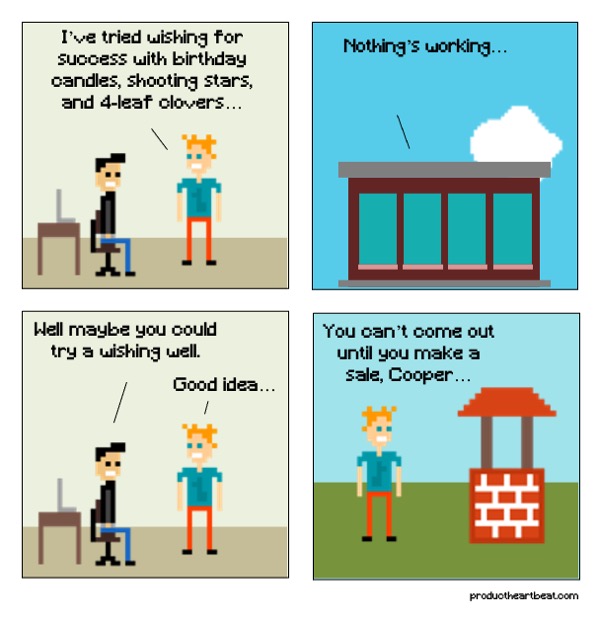 I've tried wishing for
success with birthday
candles, shooting stars,
and 4-leaf clovers...
Nothing's working...
Well maybe you could
try a wishing well.
Good idea...
You can't come out
until you make a
sale, Cooper...
productheartbeat.com